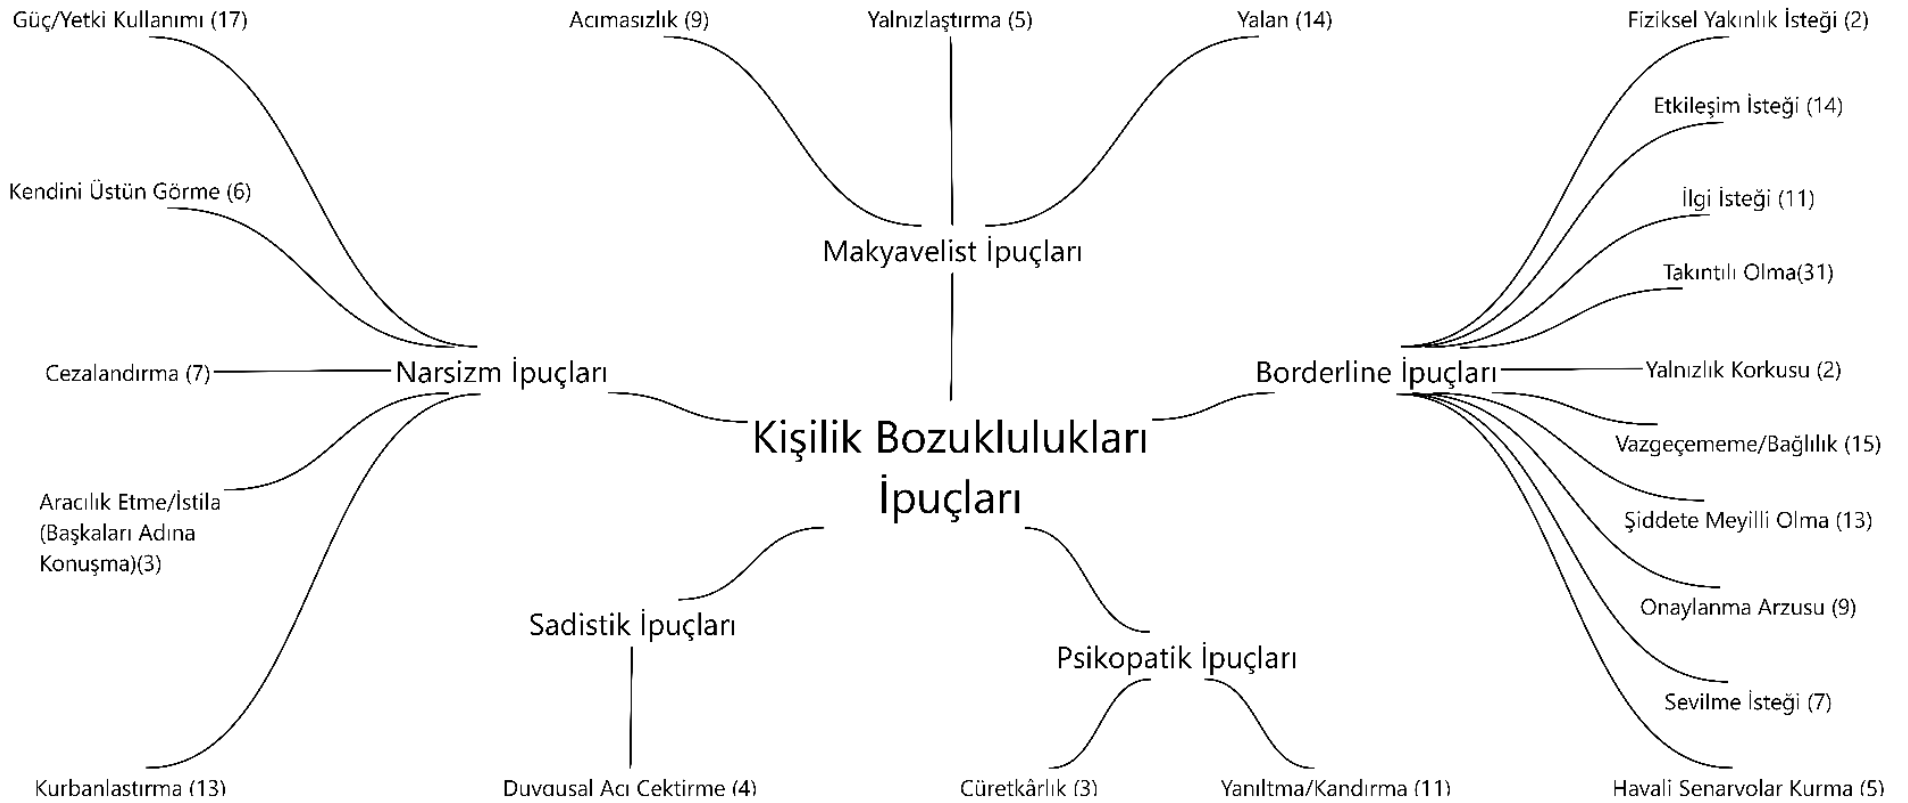 Güç/Yetki Kullanımı (17)
Acımasızlık (9)
Yalnızlaştırma (5)
Yalan (14)
Fiziksel Yakınlık İsteği (2)
Etkileşim İsteği (14)
Kendini Üstün Görme (6)
İlgi İsteği (11)
Makyavelist İpuçları
Takıntılı Olma(31)
Cezalandırma (7)
Narsizm İpuçları
Borderline İpuçları
Yalnızlık Korkusu (2)
Kişilik Bozuklulukları
İpuçları
Vazgeçememe/Bağlılık (15)
Aracılık Etme/İstila
(Başkaları Adına
Konuşma)(3)
Şiddete Meyilli Olma (13)
Onaylanma Arzusu (9)
Sadistik İpuçları
Psikopatik İpuçları
Sevilme İsteği (7)
Kurbanlaştırma (13)
Duygusal Acı Çektirme (4)
Cüretkârlık (3)
Yanıltma/Kandırma (11)
Hayali Senaryolar Kurma (5)